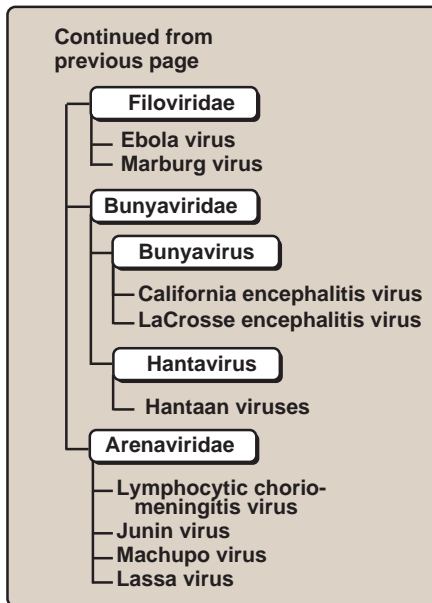 Continued from
previous page
Filoviridae
Ebola virus
Marburg virus
Bunyaviridae
Bunyavirus
California encephalitis virus
LaCrosse encephalitis virus
Hantavirus
Hantaan viruses
Arenaviridae
Lymphocytic chorio-
meningitis virus
Junin virus
Machupo virus
Lassa virus